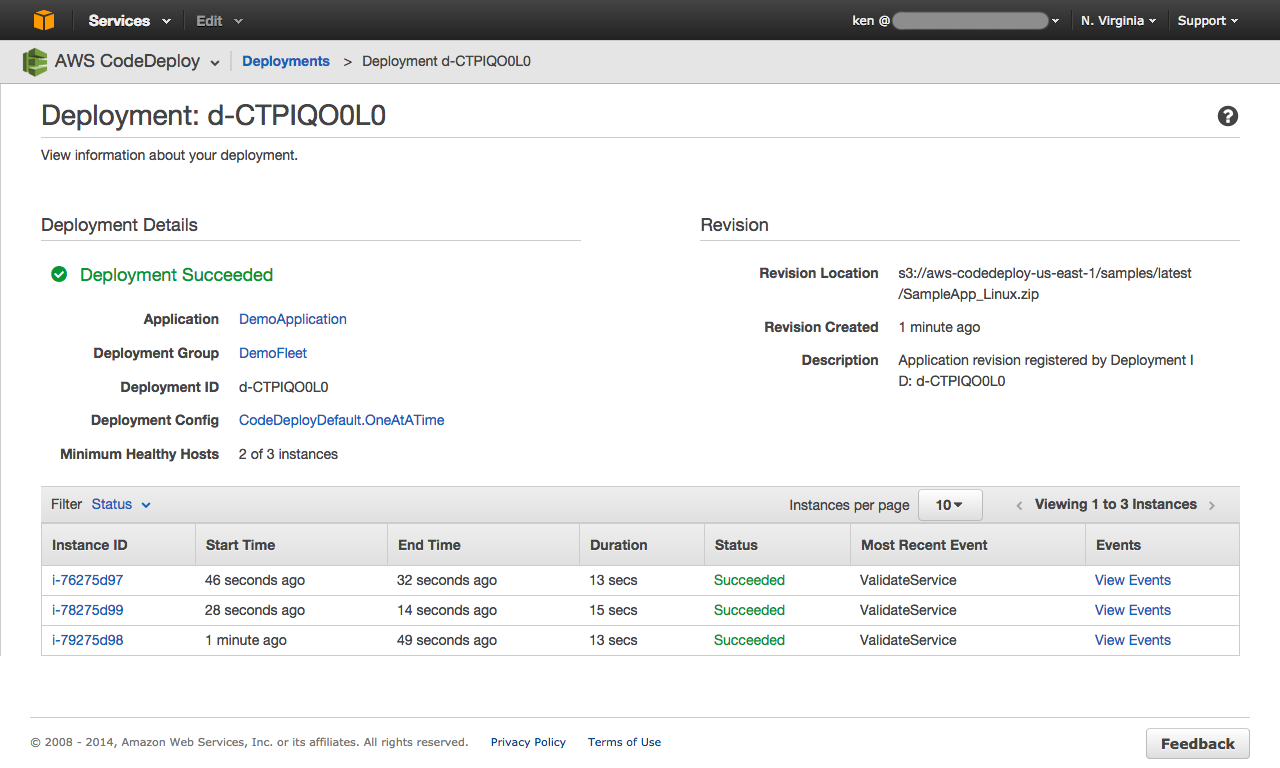 Services Edit ken @ N. Virginia Support
AWS CodeDeploy Deployments > Deployment d-CTPIQO0L0
Deployment: d-CTPIQO0L0
View information about your deployment.
Deployment Details
Deployment Succeeded
Application DemoApplication
Deployment Group DemoFleet
Deployment ID d-CTPIQO0L0
Deployment Config CodeDeployDefault.OneAtATime
Minimum Healthy Hosts 2 of 3 instances
Revision
Revision Location s3://aws-codedeploy-us-east-1/samples/latest
/SampleApp_Linux.zip
Revision Created 1 minute ago
Description Application revision registered by Deployment I
D: d-CTPIQO0L0
Filter Status Instances per page 10 Viewing 1 to 3 Instances
Instance ID Start Time End Time Duration Status Most Recent Event Events
i-76275d97 46 seconds ago 32 seconds ago 13 secs Succeeded ValidateService View Events
i-78275d99 28 seconds ago 14 seconds ago 15 secs Succeeded ValidateService View Events
i-79275d98 1 minute ago 49 seconds ago 13 secs Succeeded ValidateService View Events
© 2008 - 2014, Amazon Web Services, Inc. or its affiliates. All rights reserved. Privacy Policy Terms of Use
Feedback